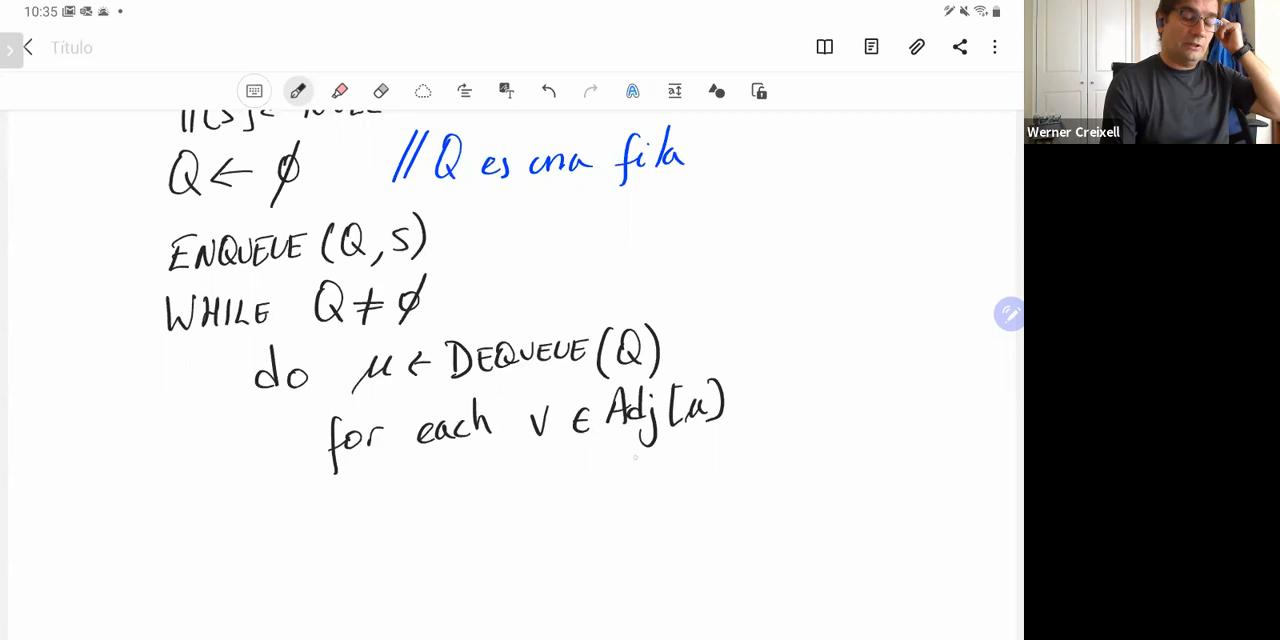 10:35
Título
Werner Creixell
Q ← ∅ // Q es una fila
ENQUEUE (Q, S)
WHILE Q ≠ ∅
do μ ← DEQUEUE (Q)
for each v ∈ Adj[μ]